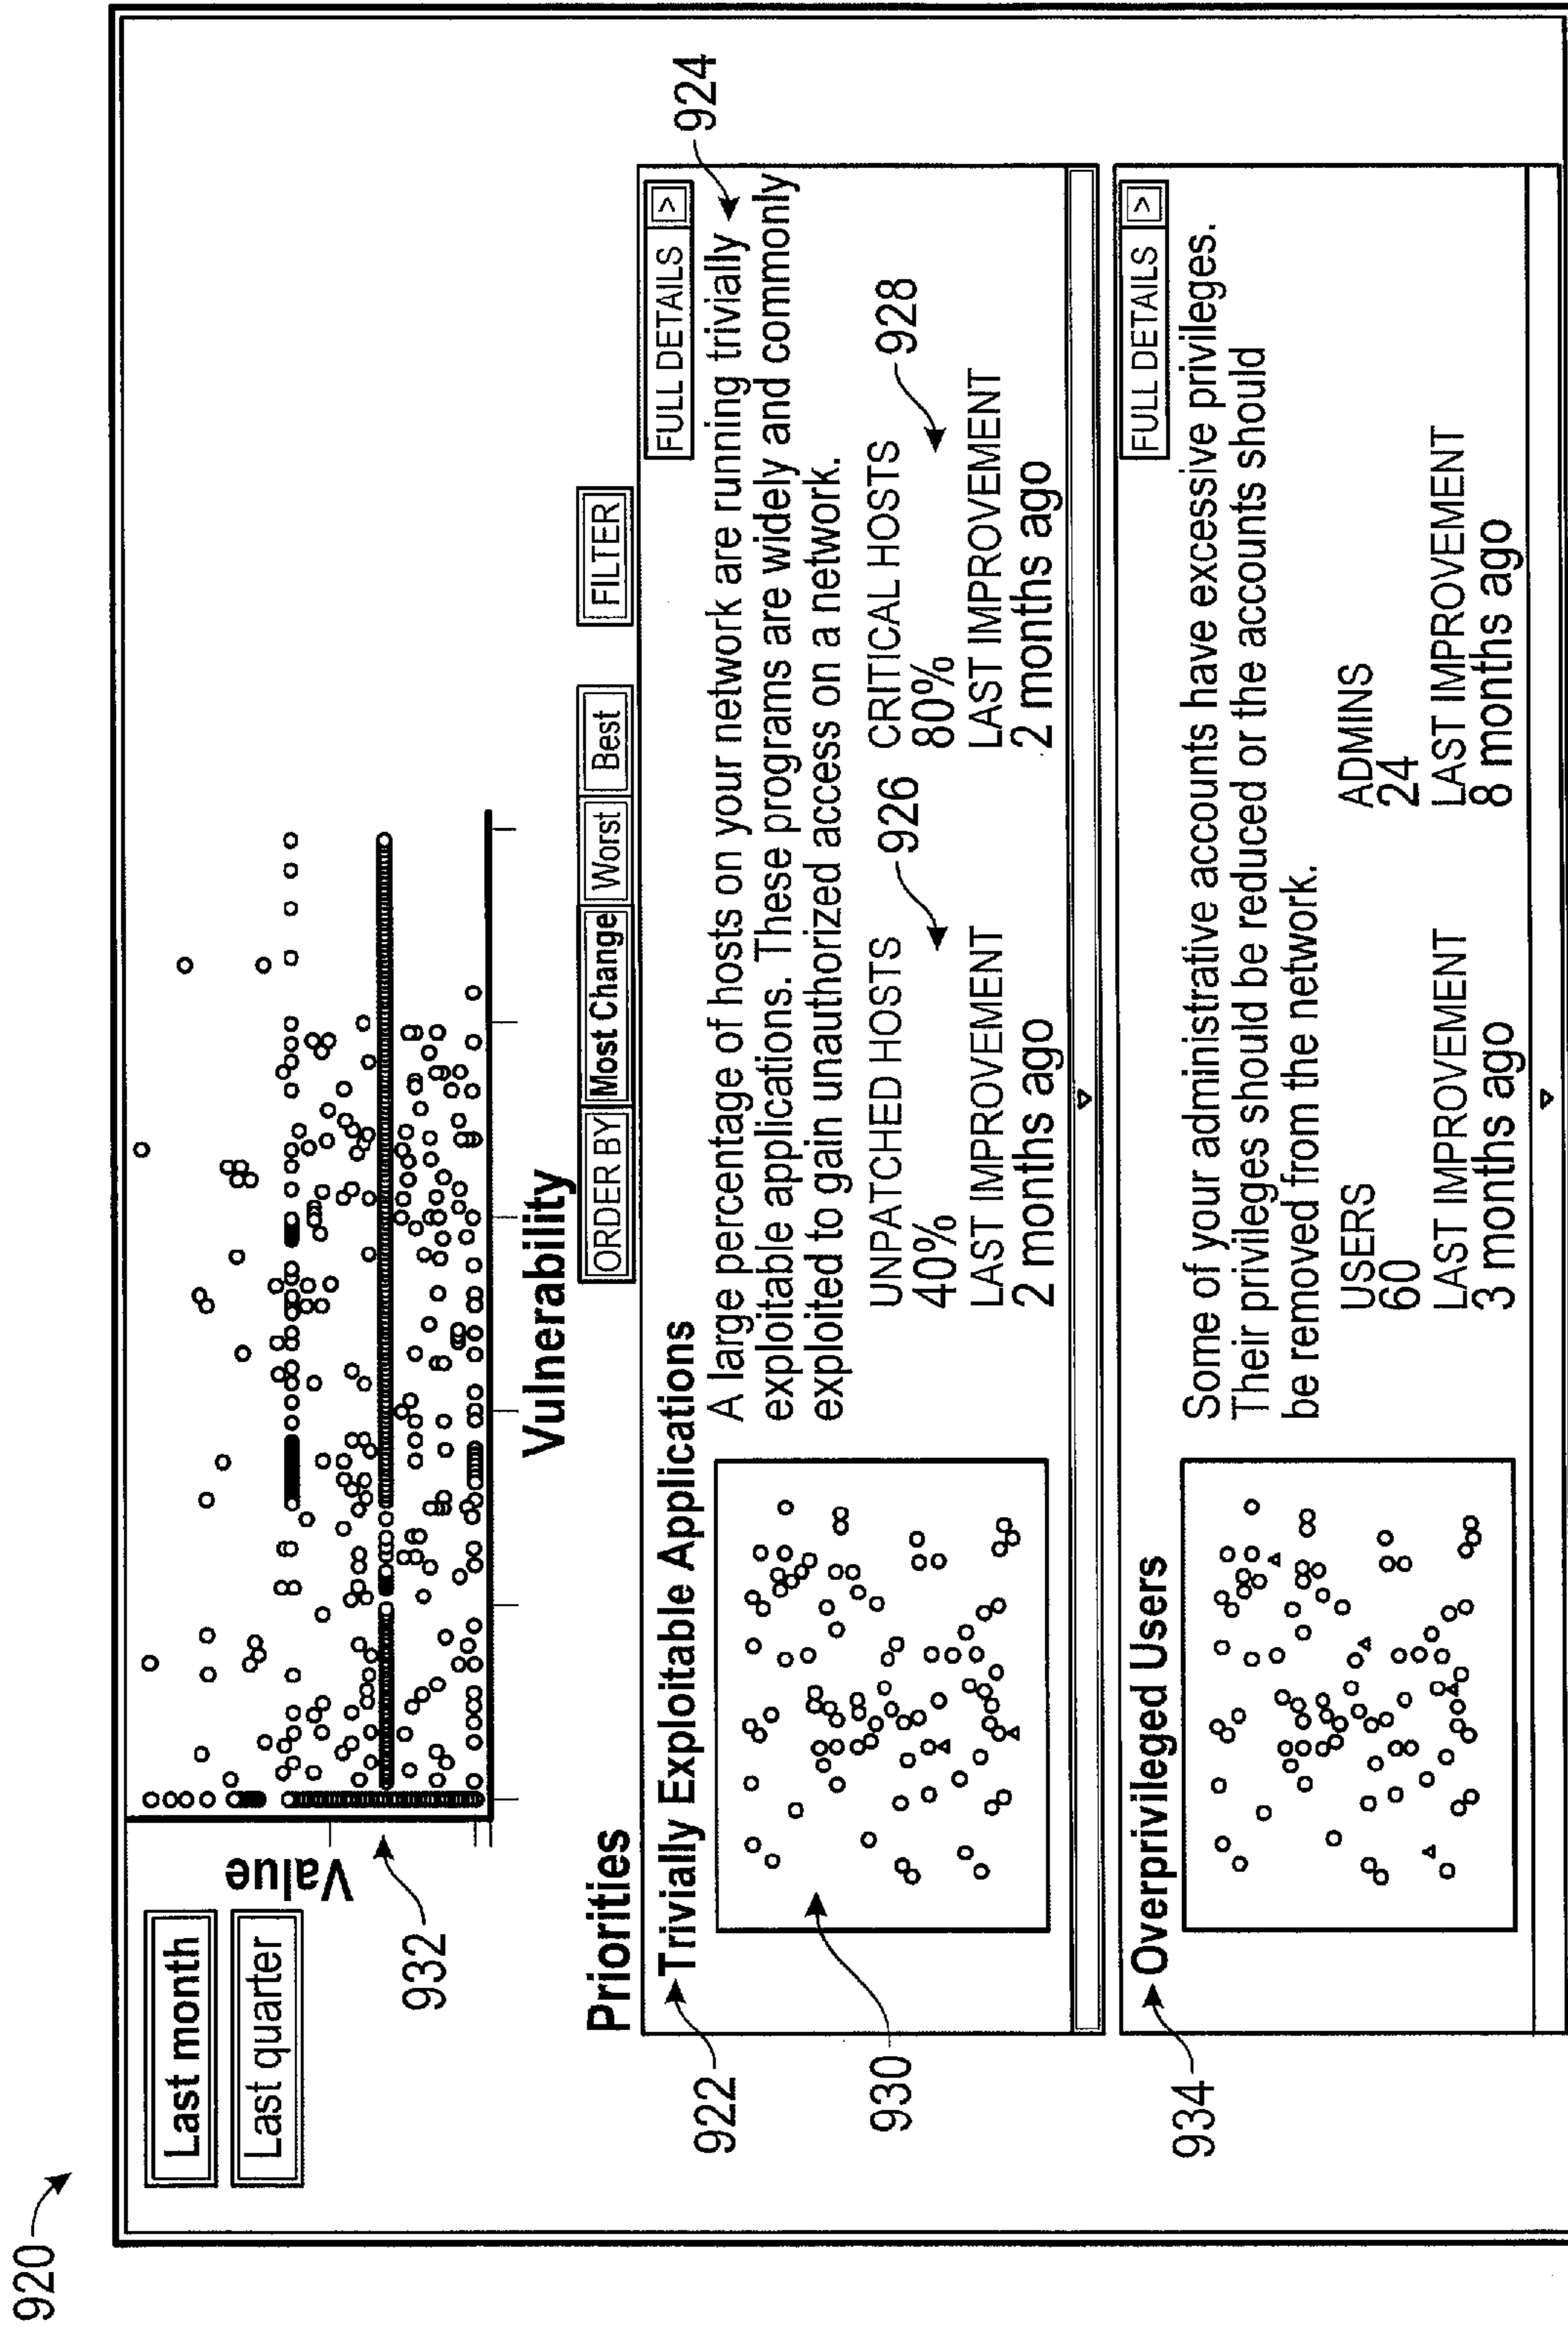 920
Last month
Last quarter
Value
932
Vulnerability
Priorities
ORDER BY Most Change Worst Best FILTER
922
Trivially Exploitable Applications
FULL DETAILS >
924
A large percentage of hosts on your network are running trivially
exploitable applications. These programs are widely and commonly
exploited to gain unauthorized access on a network.
926
928
UNPATCHED HOSTS CRITICAL HOSTS
40% 80%
LAST IMPROVEMENT LAST IMPROVEMENT
2 months ago 2 months ago
930
934
Overprivileged Users
FULL DETAILS >
Some of your administrative accounts have excessive privileges.
Their privileges should be reduced or the accounts should
be removed from the network.
USERS ADMINS
60 24
LAST IMPROVEMENT LAST IMPROVEMENT
3 months ago 8 months ago